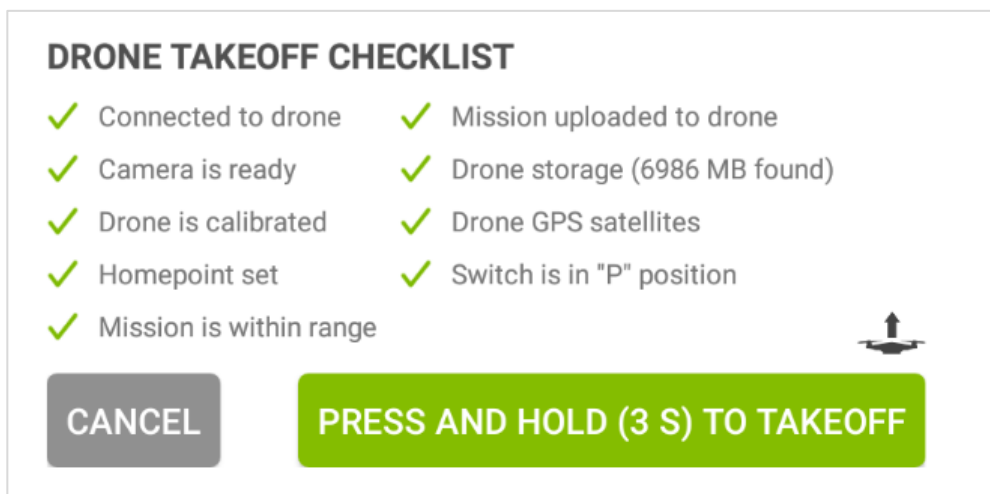 DRONE TAKEOFF CHECKLIST
Connected to drone
Camera is ready
Drone is calibrated
Homepoint set
Mission is within range
Mission uploaded to drone
Drone storage (6986 MB found)
Drone GPS satellites
Switch is in "P" position
CANCEL
PRESS AND HOLD (3 S) TO TAKEOFF